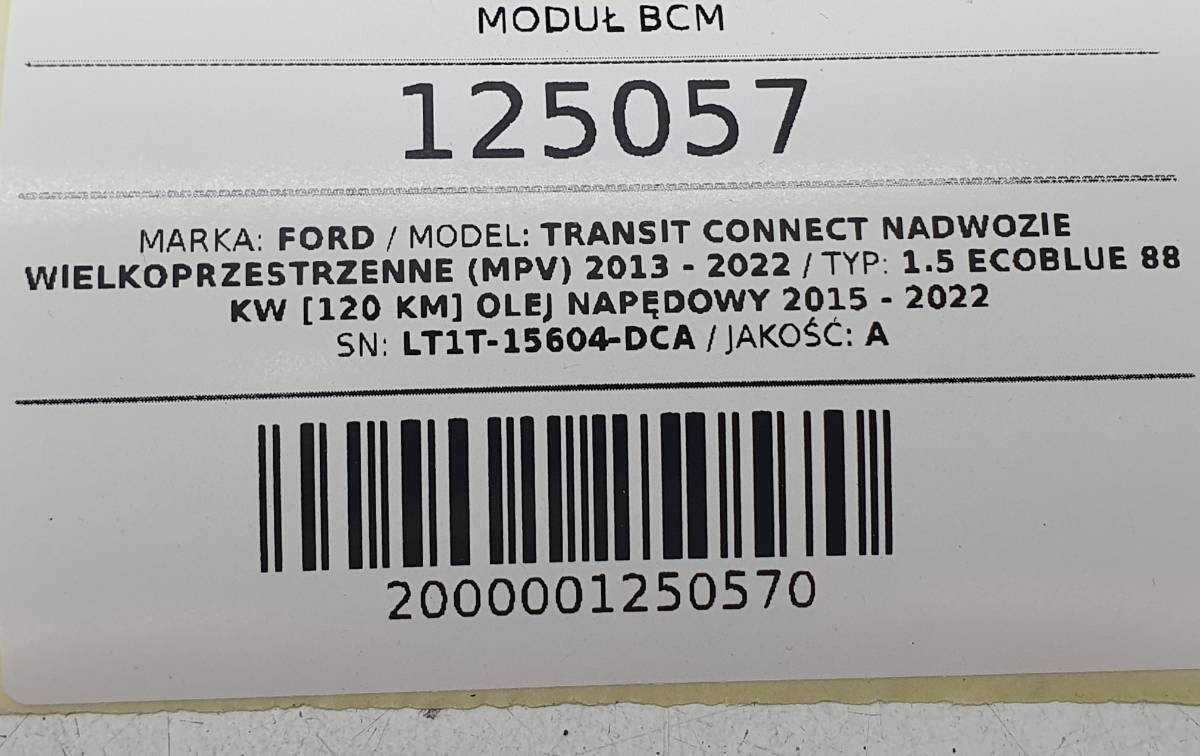 MODUŁ BCM
125057
MARKA: FORD / MODEL: TRANSIT CONNECT NADWOZIE
WIELKOPRZESTRZENNE (MPV) 2013 - 2022 / TYP: 1.5 ECOBLUE 88
KW [120 KM] OLEJ NAPĘDOWY 2015 - 2022
SN: LT1T-15604-DCA / JAKOŚĆ: A
2000001250570